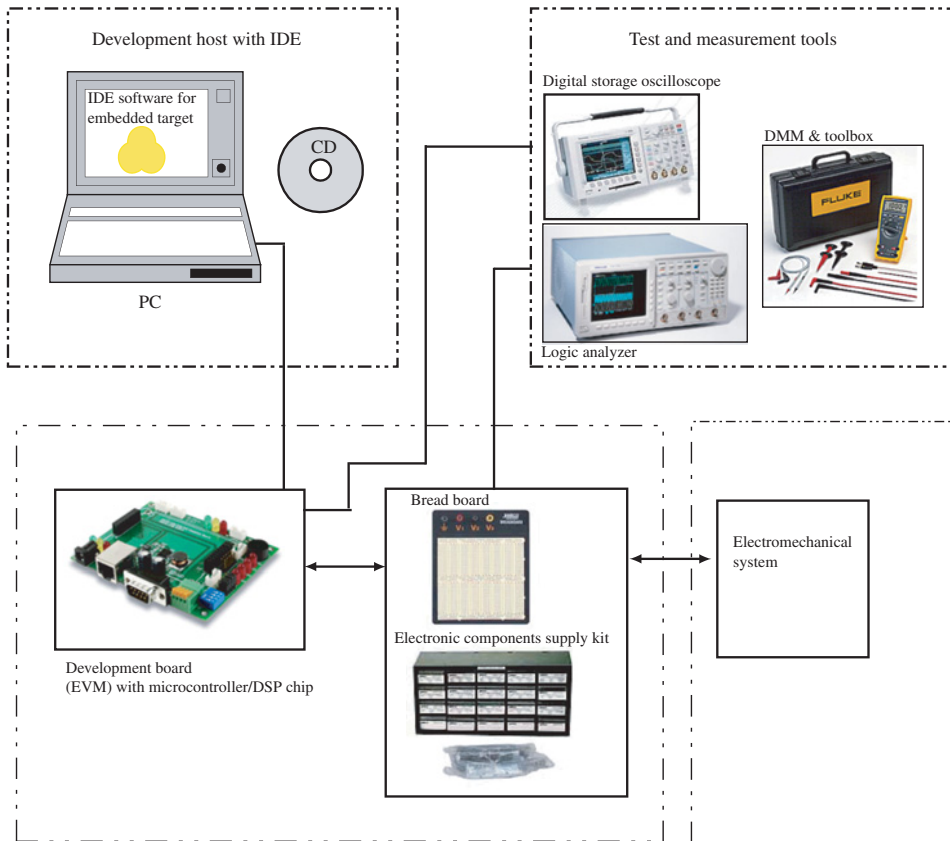 Development host with IDE
IDE software for
embedded target
CD
PC
Test and measurement tools
Digital storage oscilloscope
DMM & toolbox
FLUKE
Logic analyzer
Bread board
Electronic components supply kit
Development board
(EVM) with microcontroller/DSP chip
Electromechanical
system